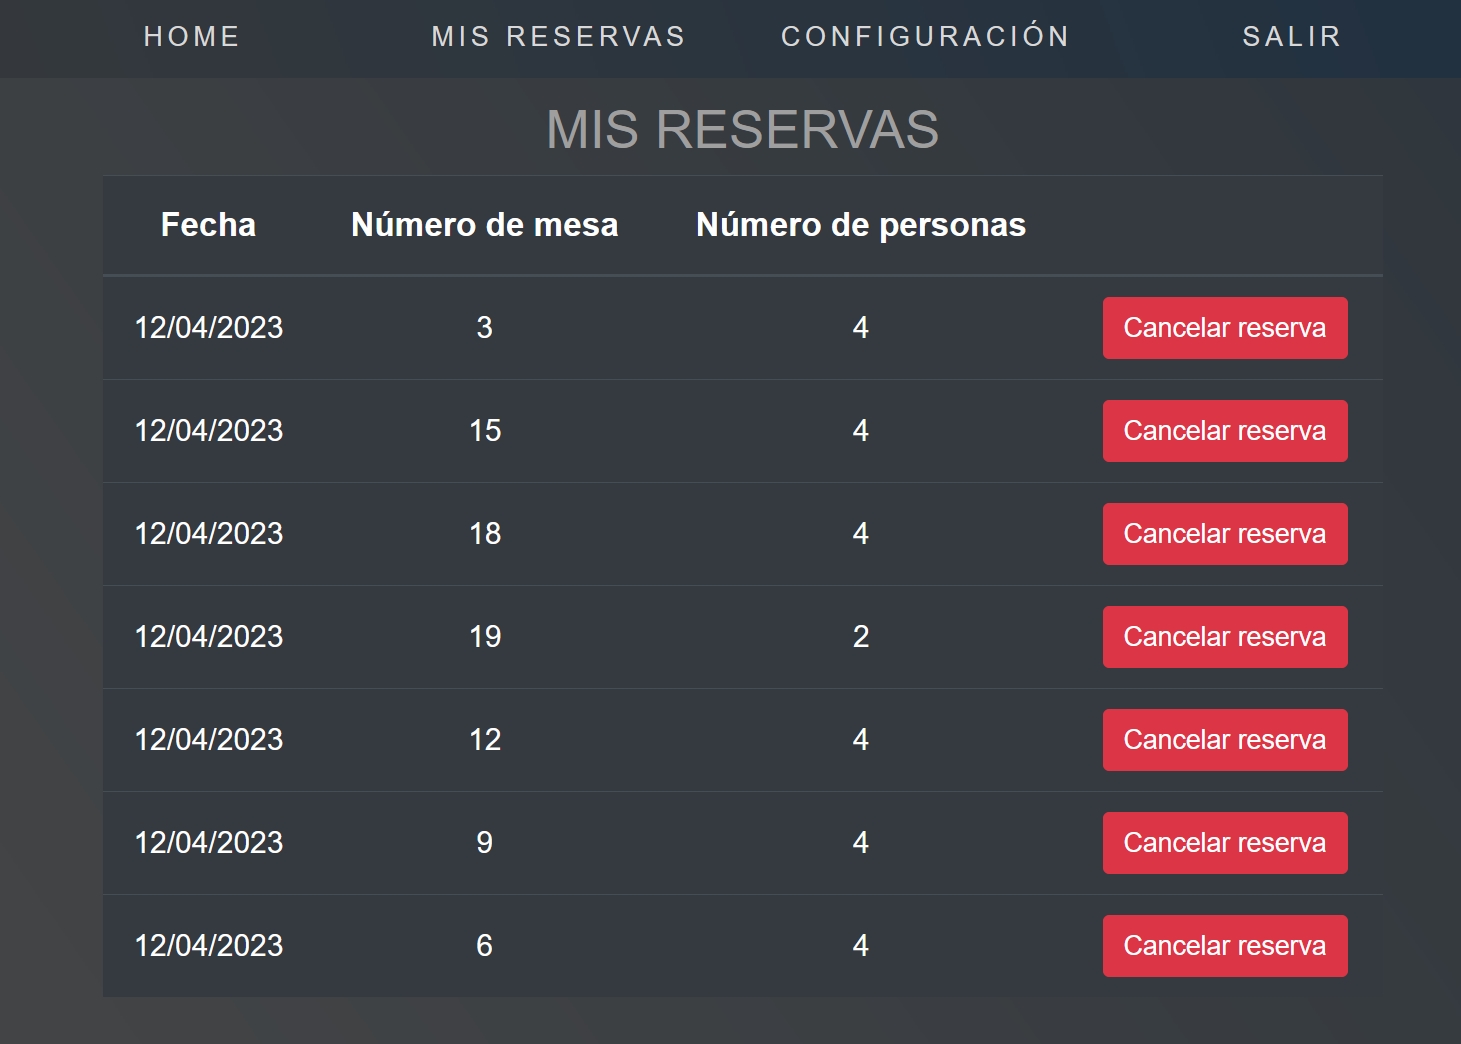 HOME MIS RESERVAS CONFIGURACIÓN SALIR
MIS RESERVAS
Fecha Número de mesa Número de personas
12/04/2023 3 4 Cancelar reserva
12/04/2023 15 4 Cancelar reserva
12/04/2023 18 4 Cancelar reserva
12/04/2023 19 2 Cancelar reserva
12/04/2023 12 4 Cancelar reserva
12/04/2023 9 4 Cancelar reserva
12/04/2023 6 4 Cancelar reserva